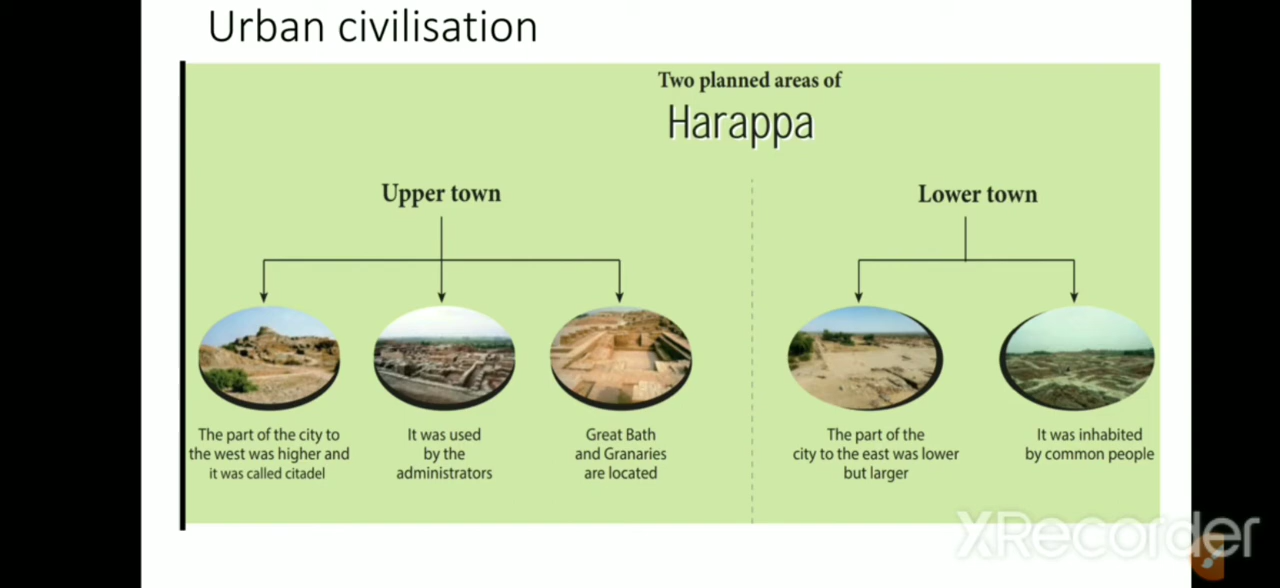 Urban civilisation
Two planned areas of
Harappa
Upper town
Lower town
The part of the city to
the west was higher and
it was called citadel
It was used
by the
administrators
Great Bath
and Granaries
are located
The part of the
city to the east was lower
but larger
It was inhabited
by common people
XRecorder